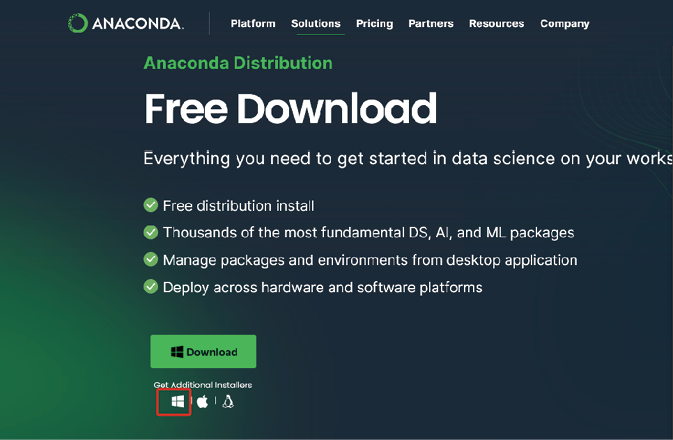 ANACONDA.
Platform Solutions Pricing Partners Resources Company
Anaconda Distribution
Free Download
Everything you need to get started in data science on your works
Free distribution install
Thousands of the most fundamental DS, AI, and ML packages
Manage packages and environments from desktop application
Deploy across hardware and software platforms
Download
Get Additional Installers